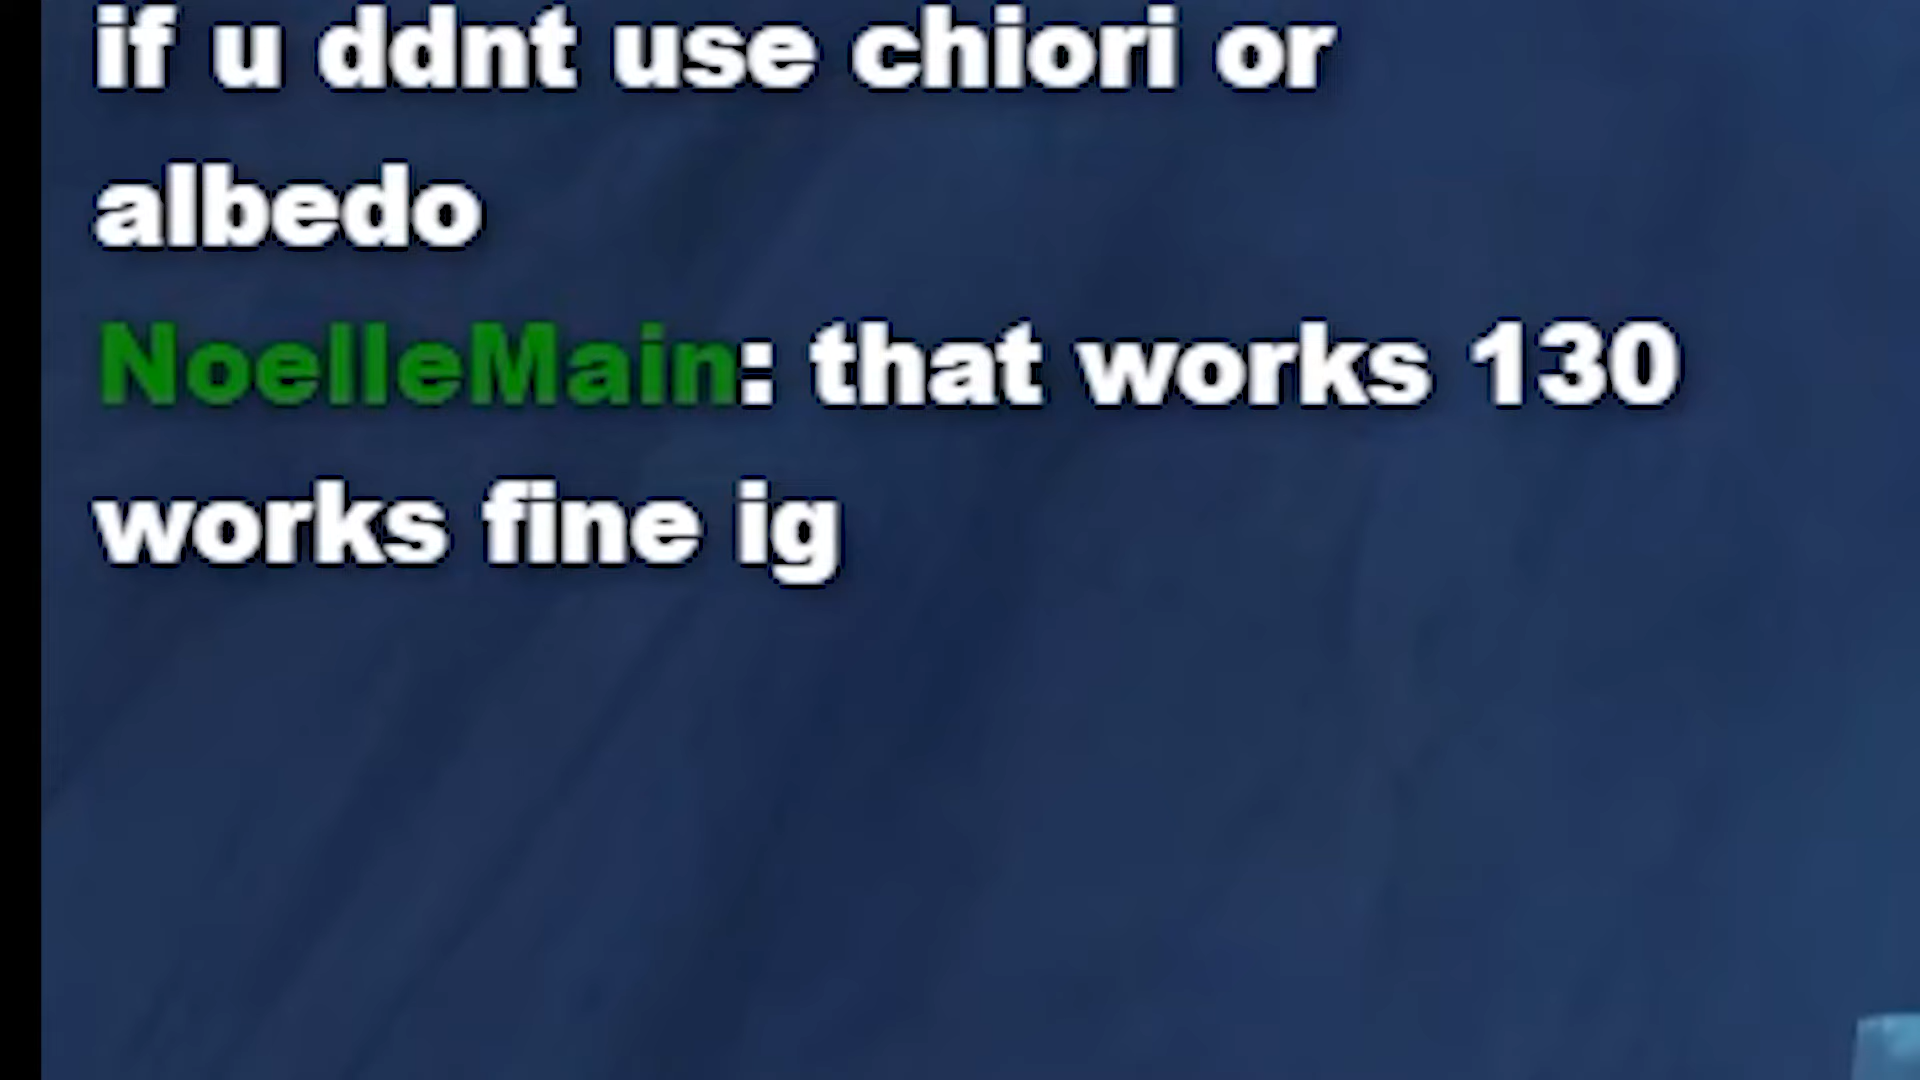 if u ddnt use chiori or
albedo
NoelleMain: that works 130
works fine ig